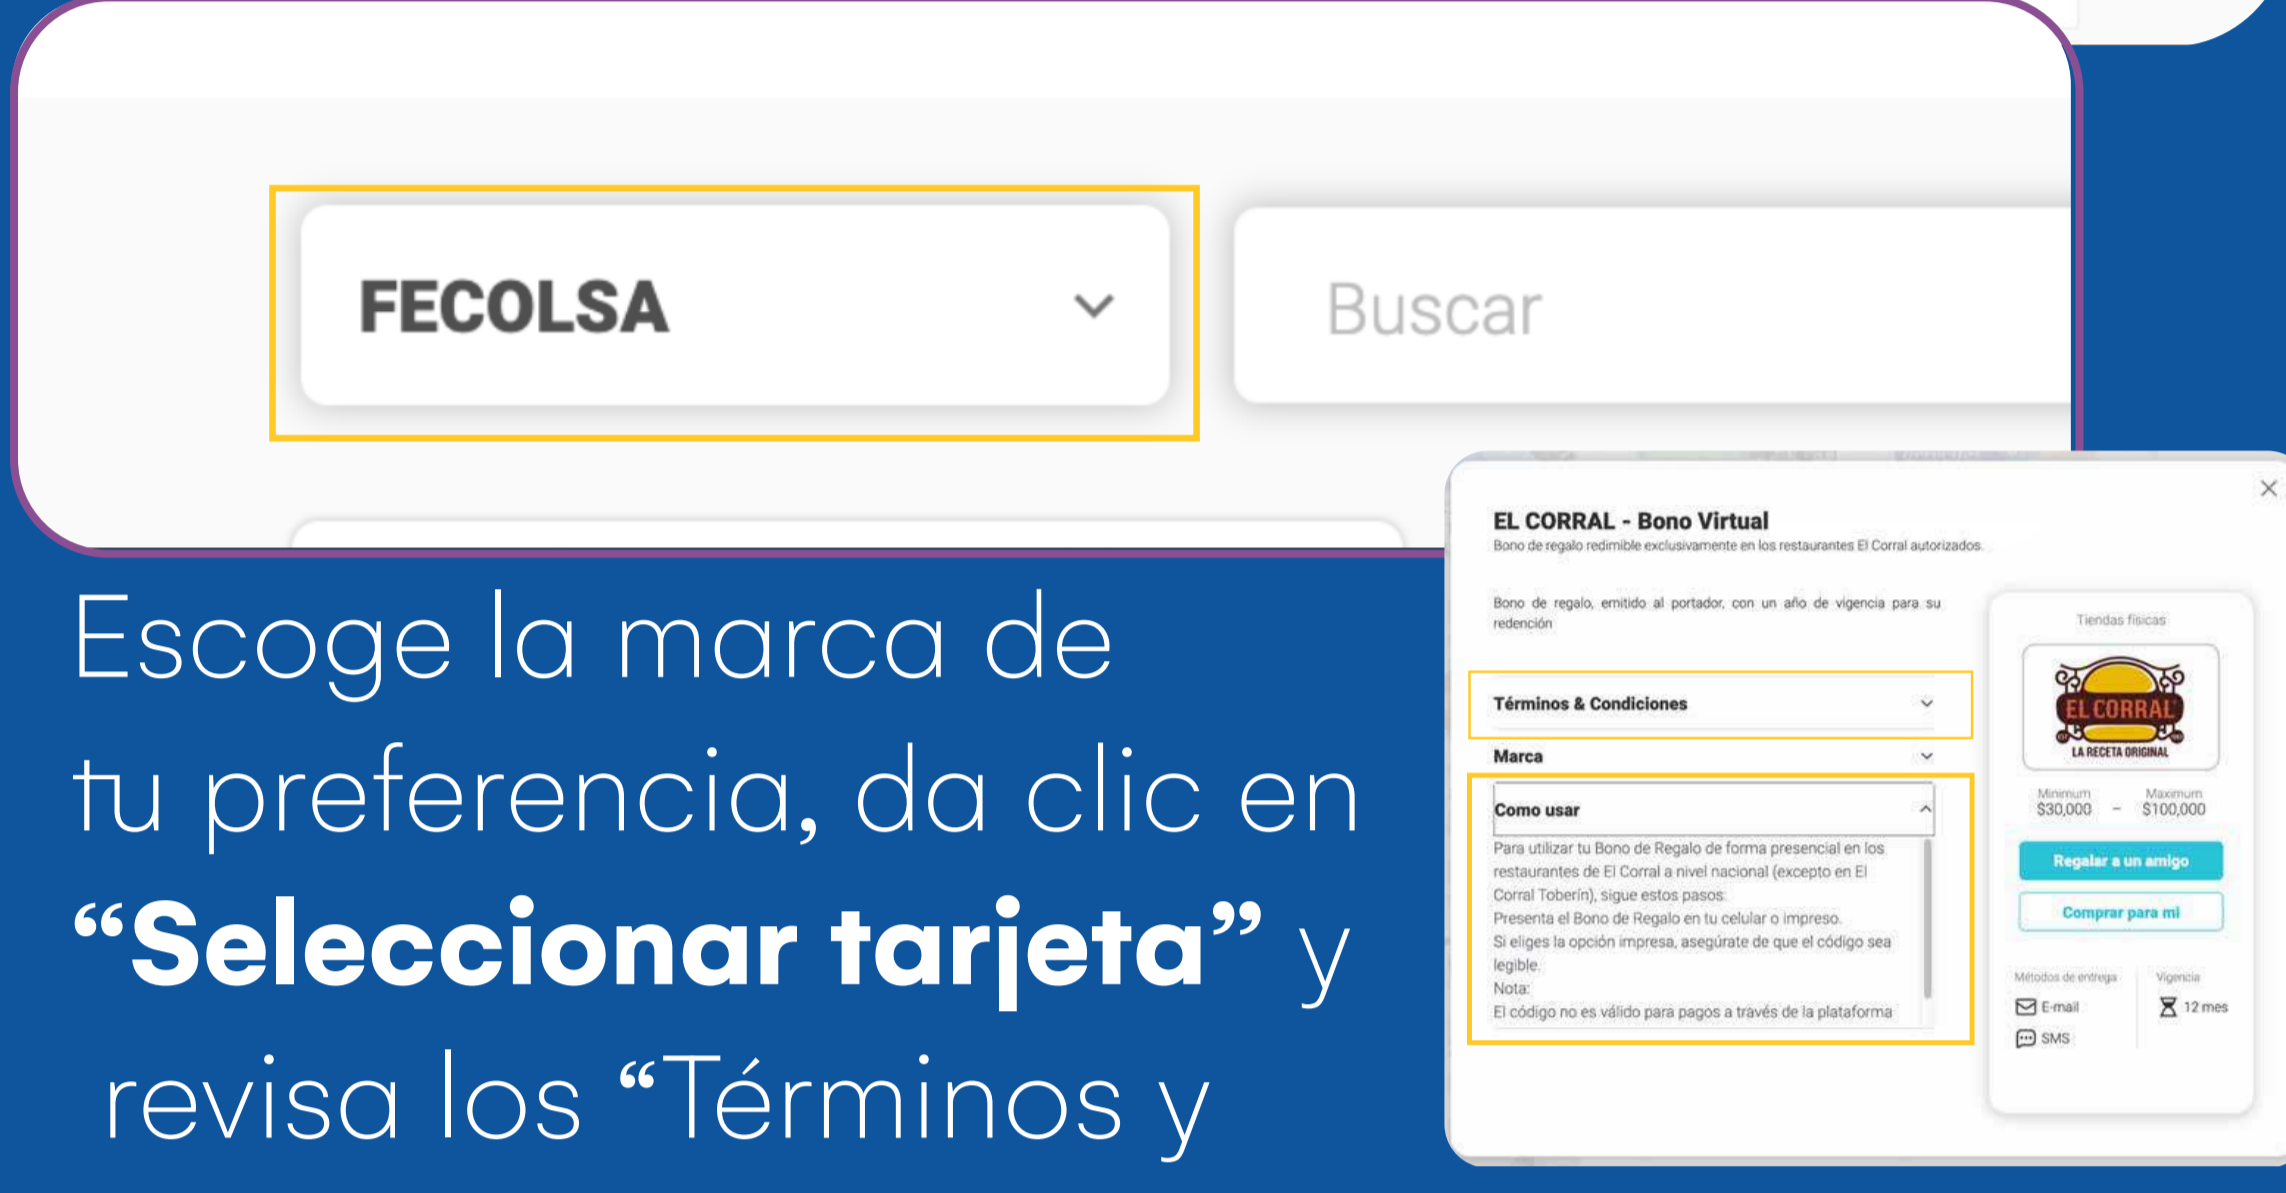 FECOLSA
Buscar
Escoge la marca de
tu preferencia, da clic en
“Seleccionar tarjeta” y
revisa los “Términos y
EL CORRAL - Bono Virtual
Bono de regalo redimible exclusivamente en los restaurantes El Corral autorizados.
Bono de regalo, emitido al portador, con un año de vigencia para su
redención
Términos & Condiciones
Marca
Como usar
Para utilizar tu Bono de Regalo de forma presencial en los
restaurantes de El Corral a nivel nacional (excepto en El
Corral Toberín), sigue estos pasos:
Presenta el Bono de Regalo en tu celular o impreso.
Si eliges la opción impresa, asegúrate de que el código sea
legible.
Nota:
El código no es válido para pagos a través de la plataforma
Tiendas físicas
EL CORRAL
LA RECETA ORIGINAL
Minimum Maximum
$30,000 – $100,000
Regalar a un amigo
Comprar para mi
Métodos de entrega Vigencia
E-mail 12 mes
SMS